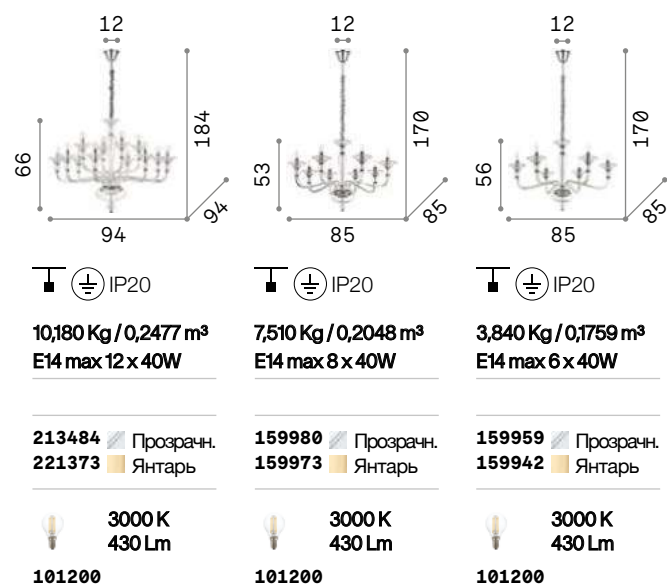 12
184
66
94
94
IP20
10,180 Kg / 0,2477 m³
E14 max 12 x 40W
213484 Прозрачн.
221373 Янтарь
3000 K
430 Lm
101200
12
170
53
85
85
IP20
7,510 Kg / 0,2048 m³
E14 max 8 x 40W
159980 Прозрачн.
159973 Янтарь
3000 K
430 Lm
101200
12
170
56
85
85
IP20
3,840 Kg / 0,1759 m³
E14 max 6 x 40W
159959 Прозрачн.
159942 Янтарь
3000 K
430 Lm
101200